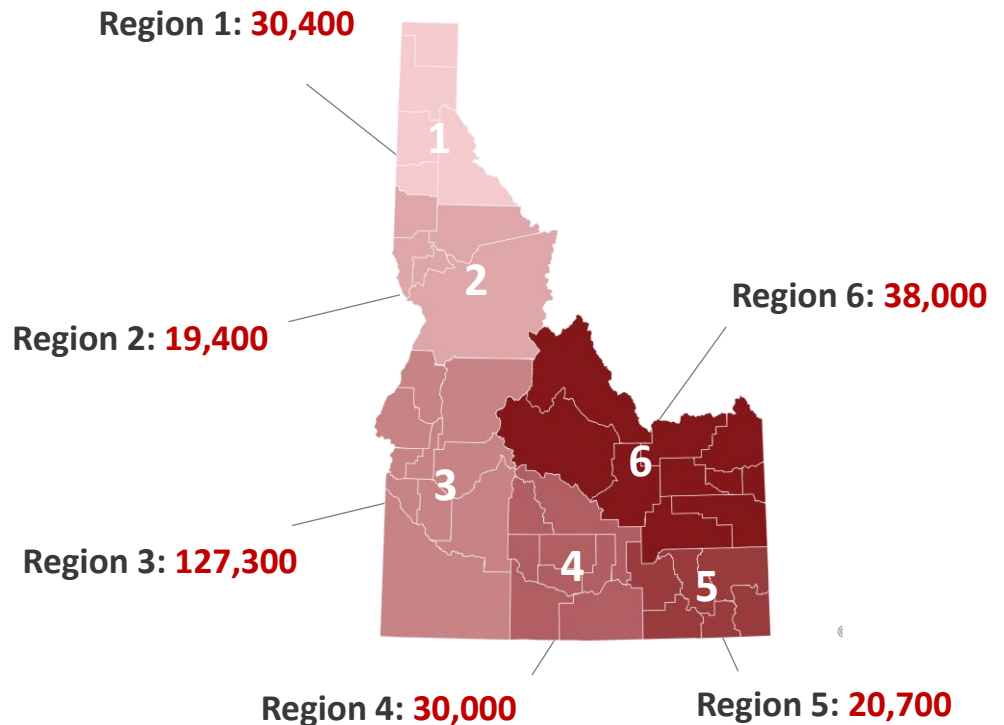 Region 1: 30,400
1
2
Region 6: 38,000
Region 2: 19,400
6
3
Region 3: 127,300
4
5
Region 4: 30,000
Region 5: 20,700